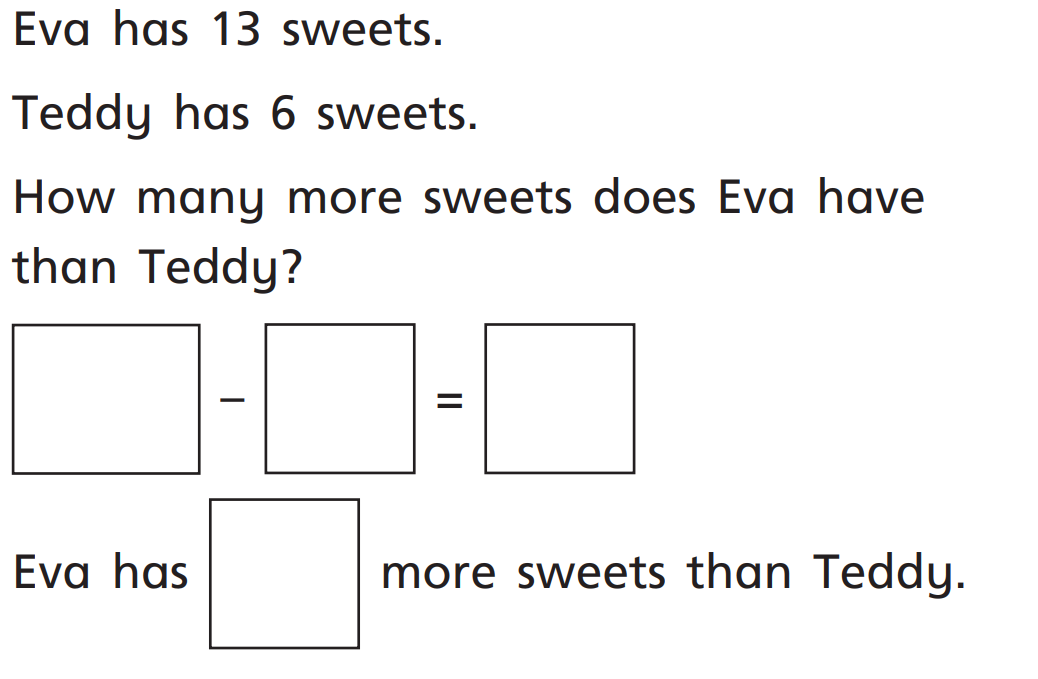 Eva has 13 sweets.
Teddy has 6 sweets.
How many more sweets does Eva have
than Teddy?
– =
Eva has more sweets than Teddy.